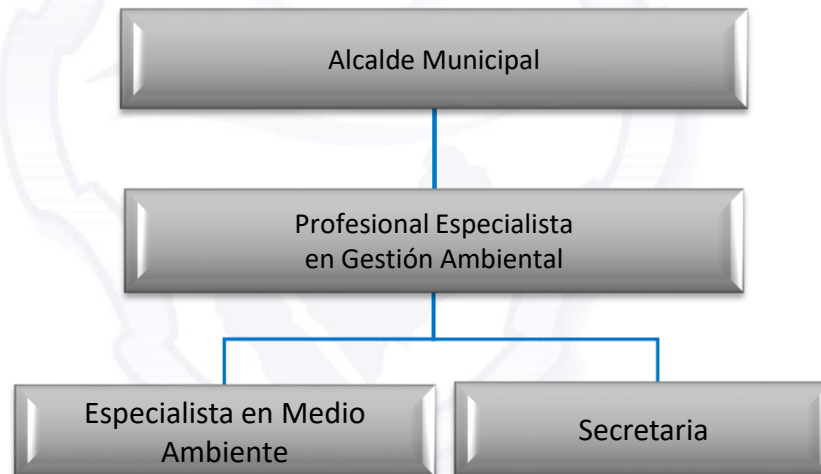 Alcalde Municipal
Profesional Especialista
en Gestión Ambiental
Especialista en Medio
Ambiente
Secretaria